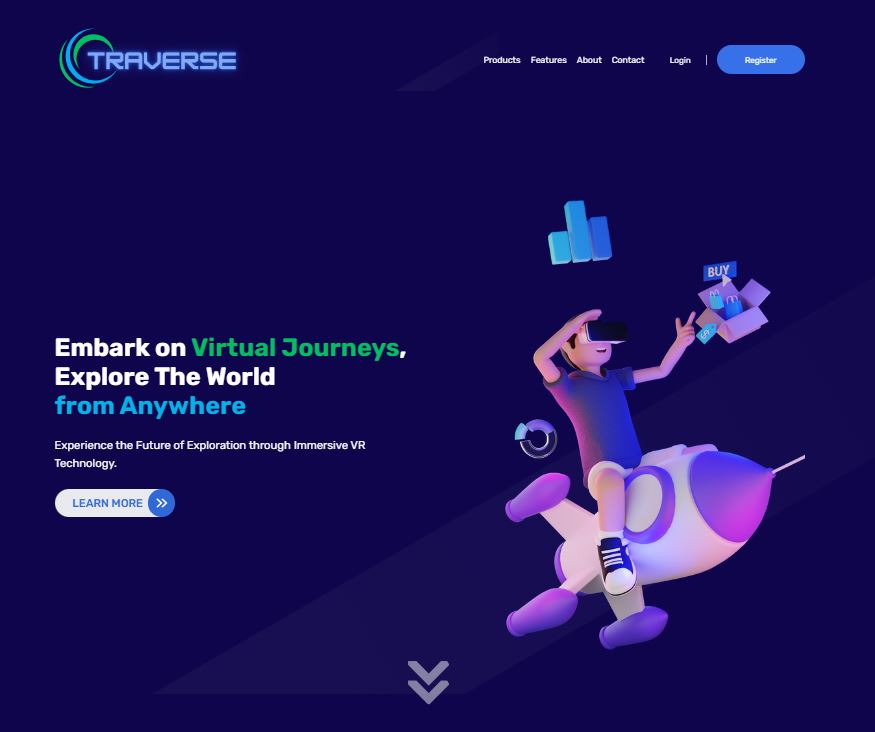 TRAVERSE
Products Features About Contact Login | Register
BUY
Embark on Virtual Journeys,
Explore The World
from Anywhere
Experience the Future of Exploration through Immersive VR
Technology.
LEARN MORE